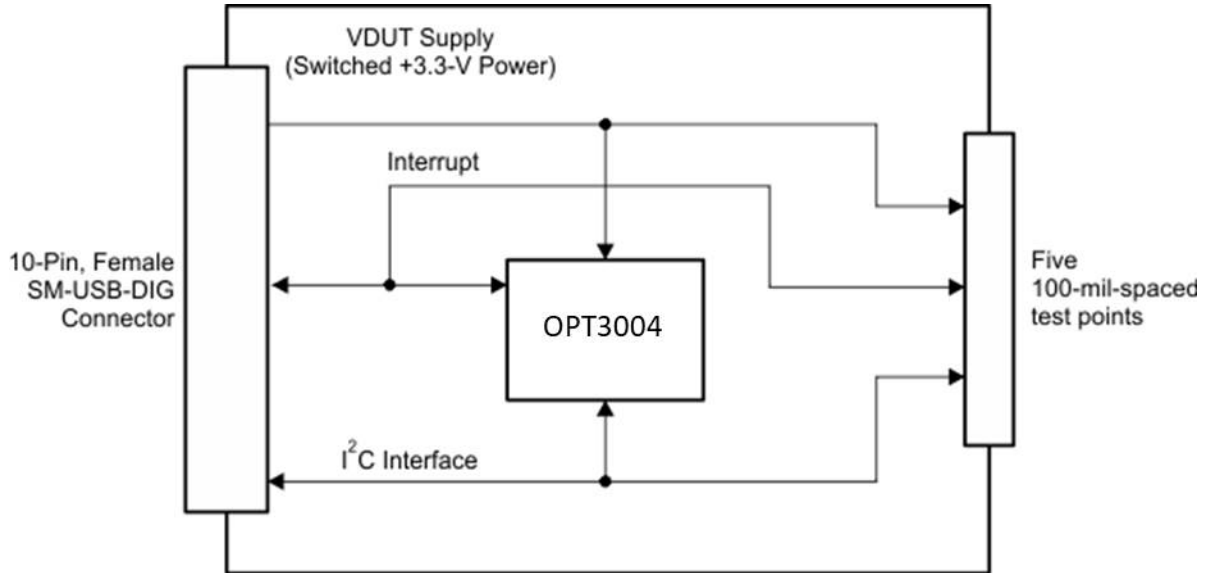 VDUT Supply
(Switched +3.3-V Power)
Interrupt
10-Pin, Female
SM-USB-DIG
Connector
OPT3004
Five
100-mil-spaced
test points
I²C Interface